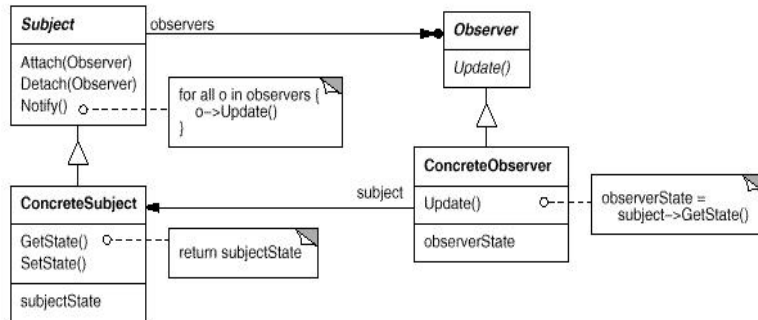 Subject
observers
Observer
Attach(Observer)
Detach(Observer)
Notify()
for all o in observers {
o->Update()
}
Update()
ConcreteObserver
subject
Update()
observerState =
subject->GetState()
observerState
ConcreteSubject
GetState()
SetState()
return subjectState
subjectState